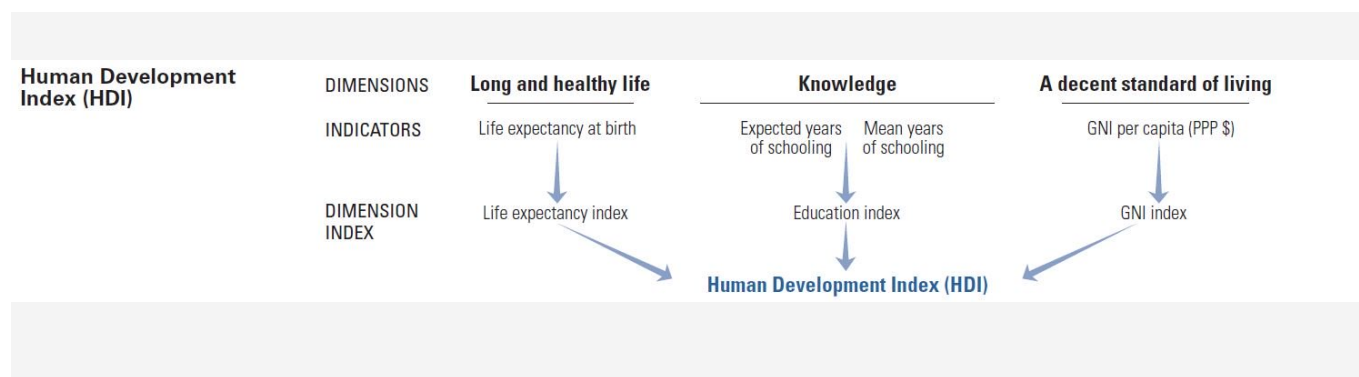 Human Development
Index (HDI)
DIMENSIONS
Long and healthy life
Knowledge
A decent standard of living
INDICATORS
Life expectancy at birth
Expected years
of schooling
Mean years
of schooling
GNI per capita (PPP $)
DIMENSION
INDEX
Life expectancy index
Education index
GNI index
Human Development Index (HDI)